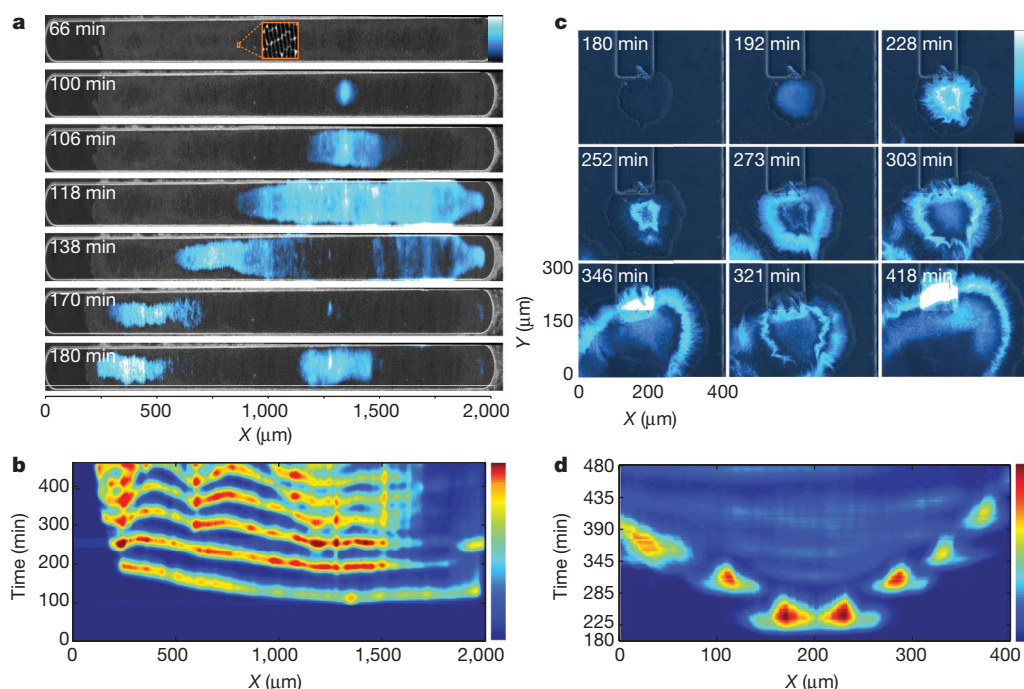 a
66 min
100 min
106 min
118 min
138 min
170 min
180 min
0 500 1,000 1,500 2,000
X (μm)
b
400
300
200
100
0
Time (min)
0 500 1,000 1,500 2,000
X (μm)
c
180 min 192 min 228 min
252 min 273 min 303 min
346 min 321 min 418 min
300
150
0
Y (μm)
0 200 400
X (μm)
d
480
435
390
345
285
225
180
Time (min)
0 100 200 300 400
X (μm)